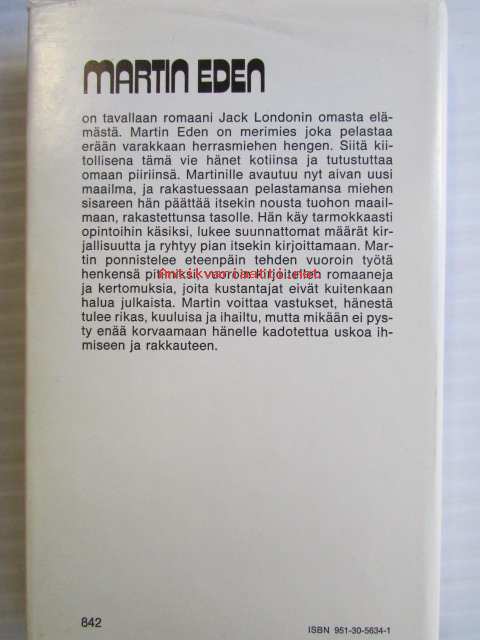 MARTIN EDEN
on tavallaan romaani Jack Londonin omasta elä-
mästä. Martin Eden on merimies joka pelastaa
erään varakkaan herrasmiehen hengen. Siitä kii-
tollisena tämä vie hänet kotiinsa ja tutustuttaa
omaan piiriinsä. Martinille avautuu nyt aivan uusi
maailma, ja rakastuessaan pelastamansa miehen
sisareen hän päättää itsekin nousta tuohon maail-
maan, rakastettunsa tasolle. Hän käy tarmokkaasti
opintoihin käsiksi, lukee suunnattomat määrät kir-
jallisuutta ja ryhtyy pian itsekin kirjoittamaan. Mar-
tin ponnistelee eteenpäin tehden vuoroin työtä
henkensä pitimiksi, vuoroin kirjoitellen romaaneja
ja kertomuksia, joita kustantajat eivät kuitenkaan
halua julkaista. Martin voittaa vastukset, hänestä
tulee rikas, kuuluisa ja ihailtu, mutta mikään ei pys-
ty enää korvaamaan hänelle kadotettua uskoa ih-
miseen ja rakkauteen.
842
ISBN 951-30-5634-1